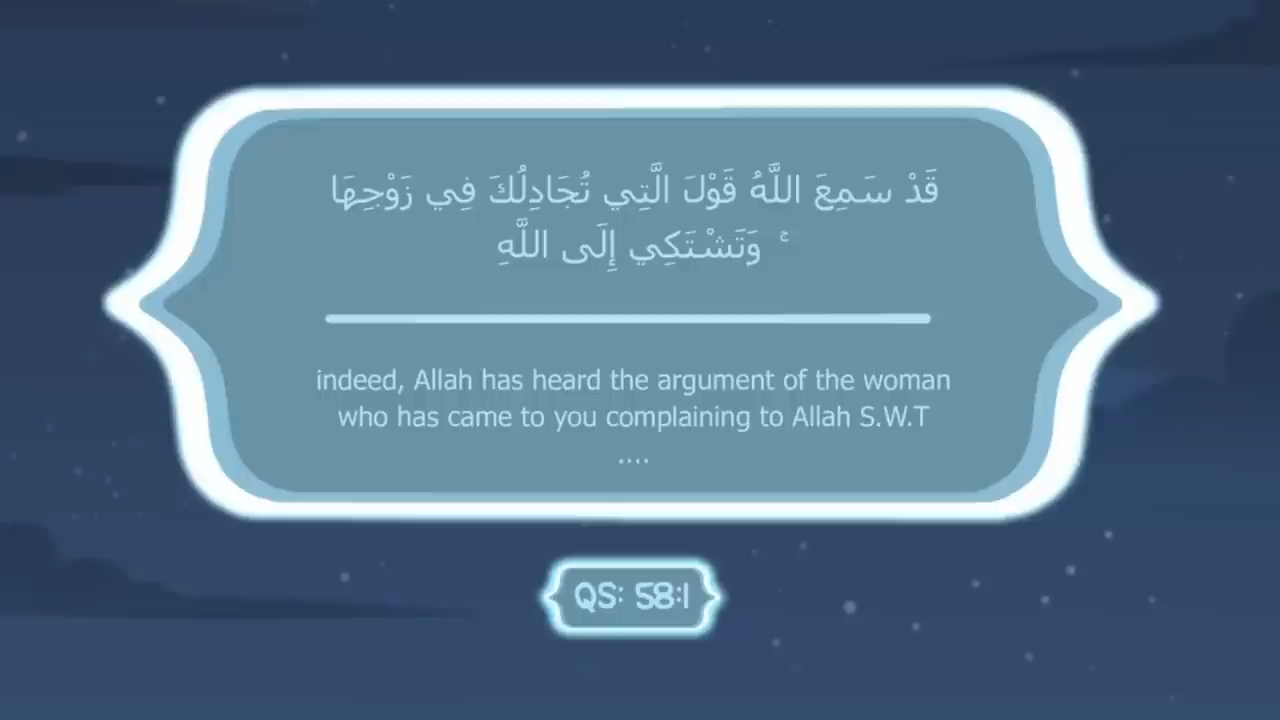 قَدْ سَمِعَ اللَّهُ قَوْلَ الَّتِي تُجَادِلُكَ فِي زَوْجِهَا
ۚ وَتَشْتَكِي إِلَى اللَّهِ
indeed, Allah has heard the argument of the woman
who has came to you complaining to Allah S.W.T
....
QS: 58:1